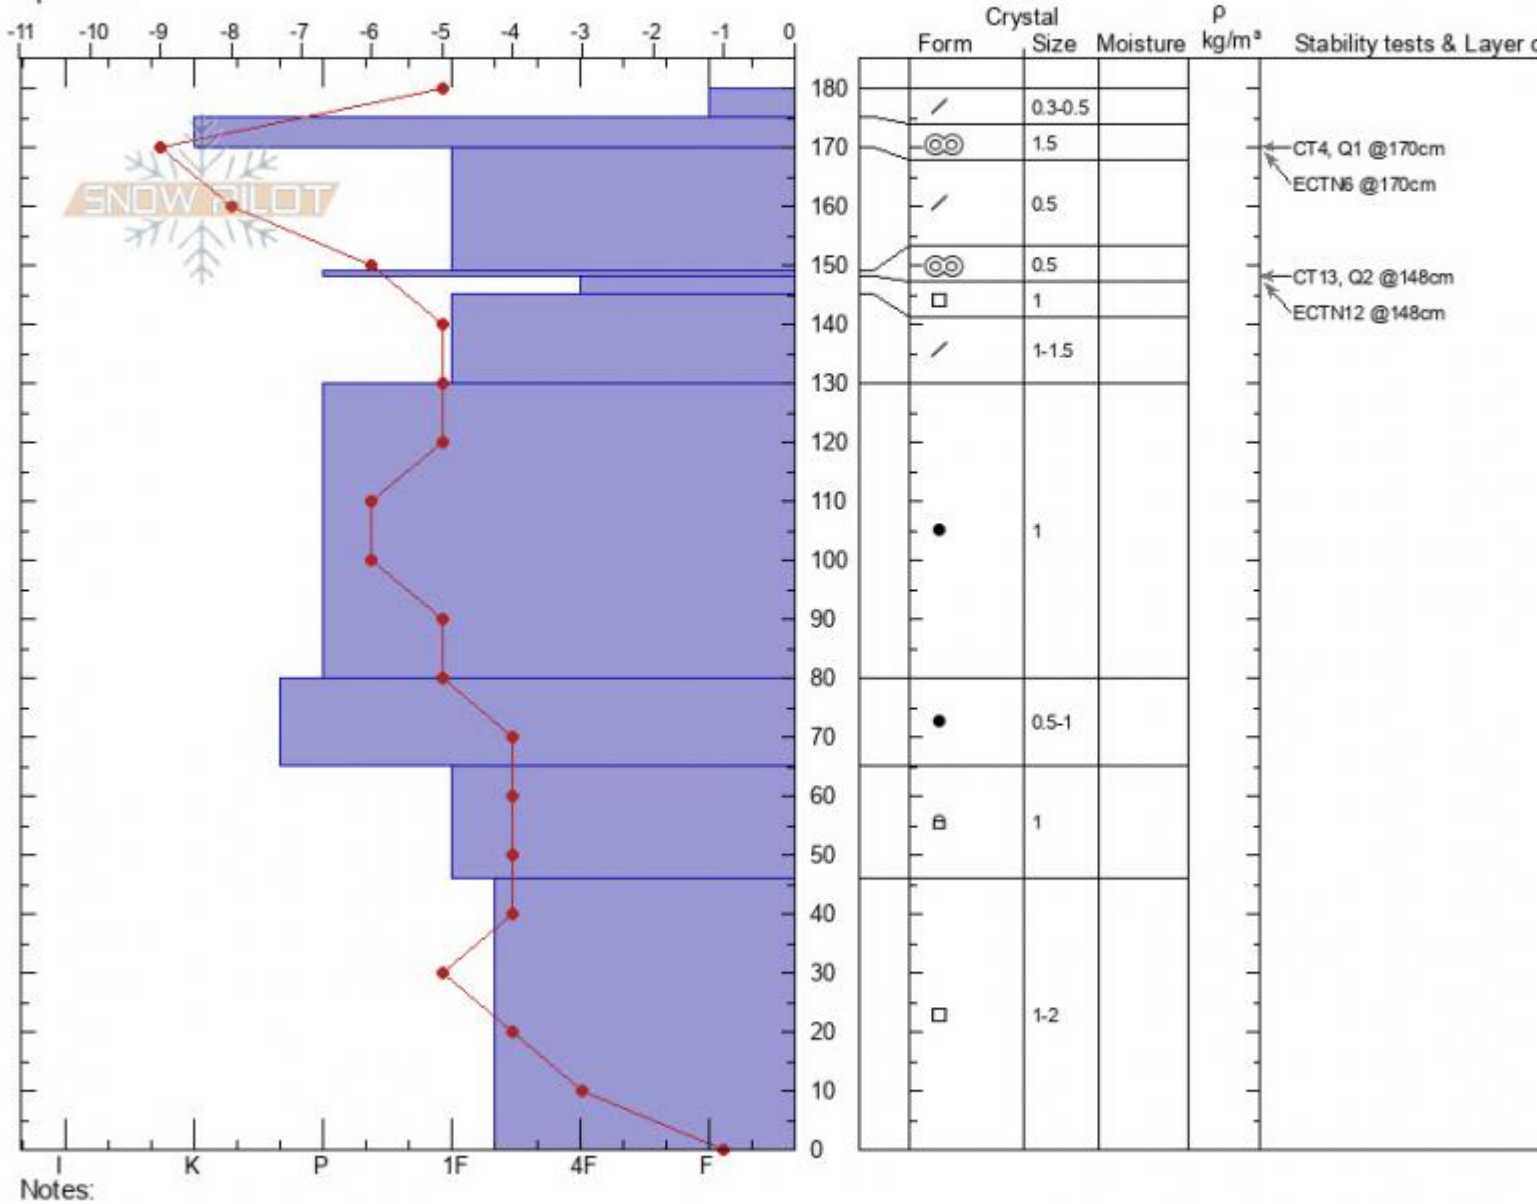 Crystal ρ
-11 -10 -9 -8 -7 -6 -5 -4 -3 -2 -1 0 Form Size Moisture kg/m³ Stability tests & Layer
180
0.3-0.5
170 1.5 CT4, Q1 @170cm
ECTN6 @170cm
SNOW PILOT
160 0.5
150 0.5 CT13, Q2 @148cm
1 ECTN12 @148cm
140
1-1.5
130
120
110
1
100
90
80
0.5-1
70
60
1
50
40
30
20 1-2
10
0
I K P 1F 4F F
Notes: